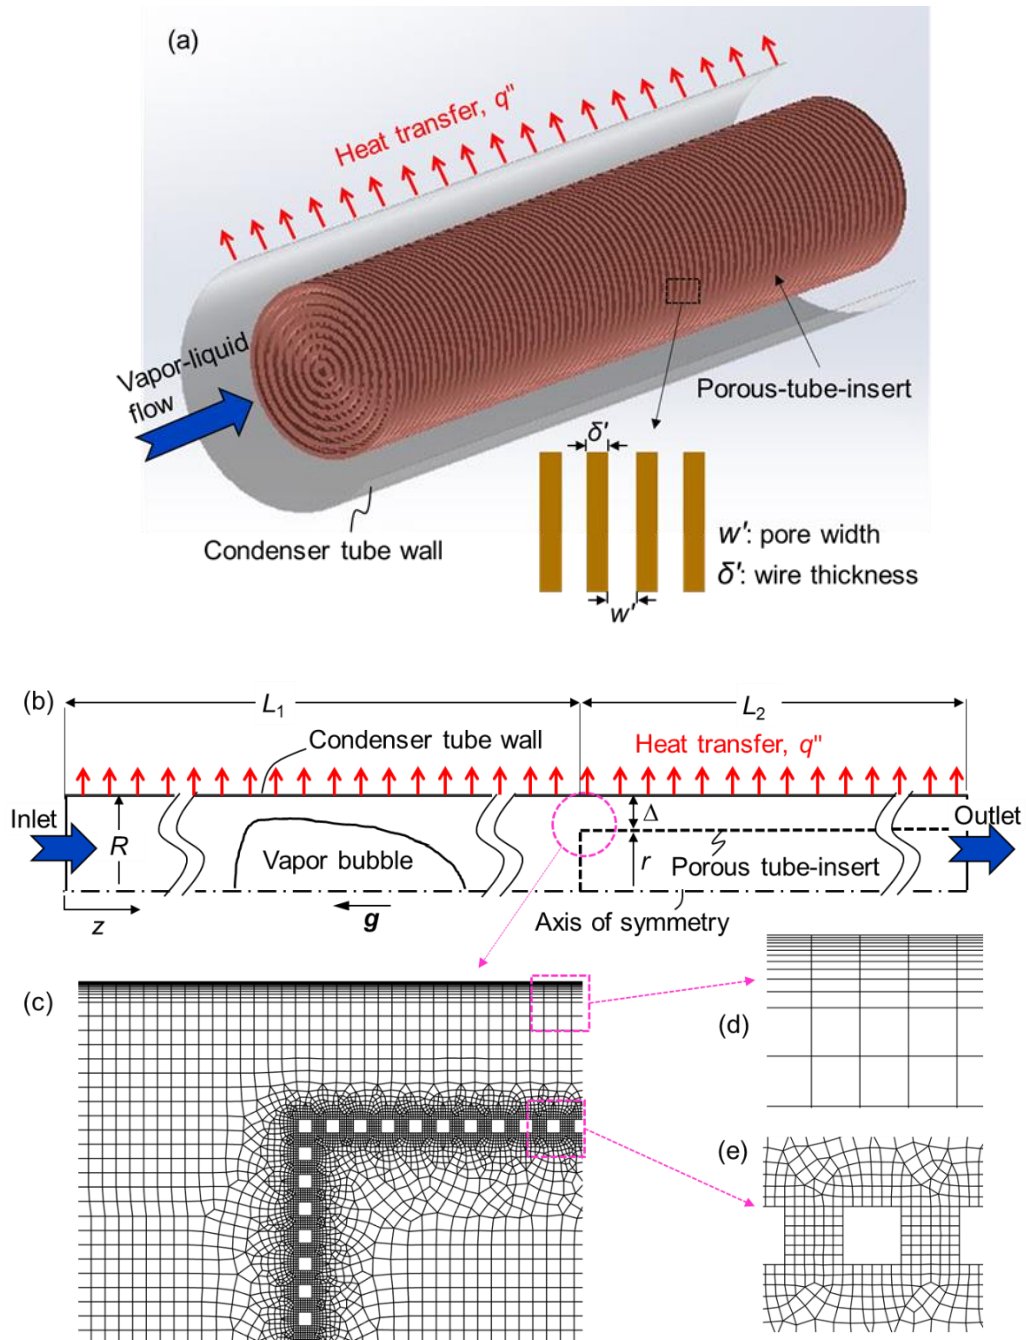 (a)
Heat transfer, q"
Vapor-liquid
flow
Porous-tube-insert
δ'
w'
w': pore width
δ': wire thickness
Condenser tube wall
(b)
L1
L2
Condenser tube wall
Heat transfer, q"
Inlet
R
Vapor bubble
Δ
r
Porous tube-insert
Outlet
z
g
Axis of symmetry
(c)
(d)
(e)